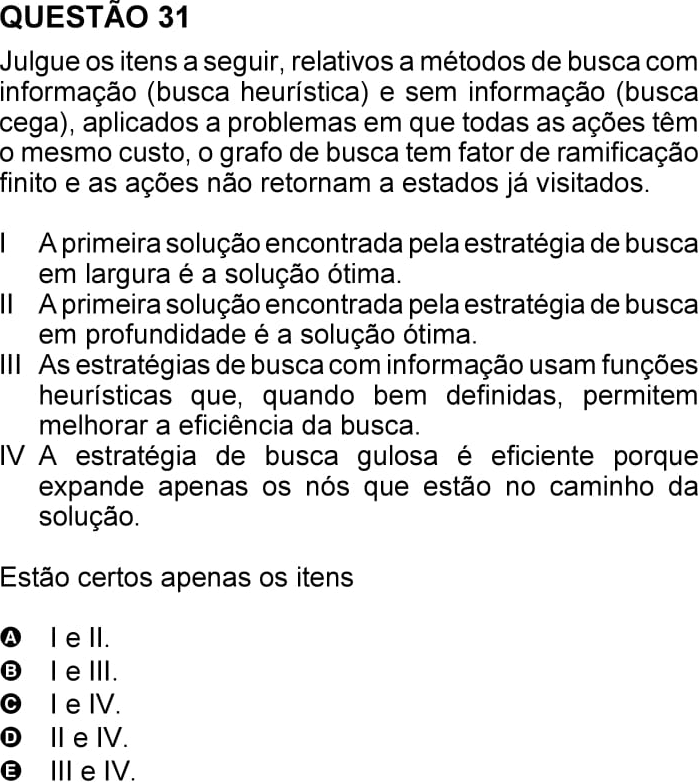 QUESTÃO 31
Julgue os itens a seguir, relativos a métodos de busca com
informação (busca heurística) e sem informação (busca
cega), aplicados a problemas em que todas as ações têm
o mesmo custo, o grafo de busca tem fator de ramificação
finito e as ações não retornam a estados já visitados.
I A primeira solução encontrada pela estratégia de busca
em largura é a solução ótima.
II A primeira solução encontrada pela estratégia de busca
em profundidade é a solução ótima.
III As estratégias de busca com informação usam funções
heurísticas que, quando bem definidas, permitem
melhorar a eficiência da busca.
IV A estratégia de busca gulosa é eficiente porque
expande apenas os nós que estão no caminho da
solução.
Estão certos apenas os itens
A I e II.
B I e III.
C I e IV.
D II e IV.
E III e IV.